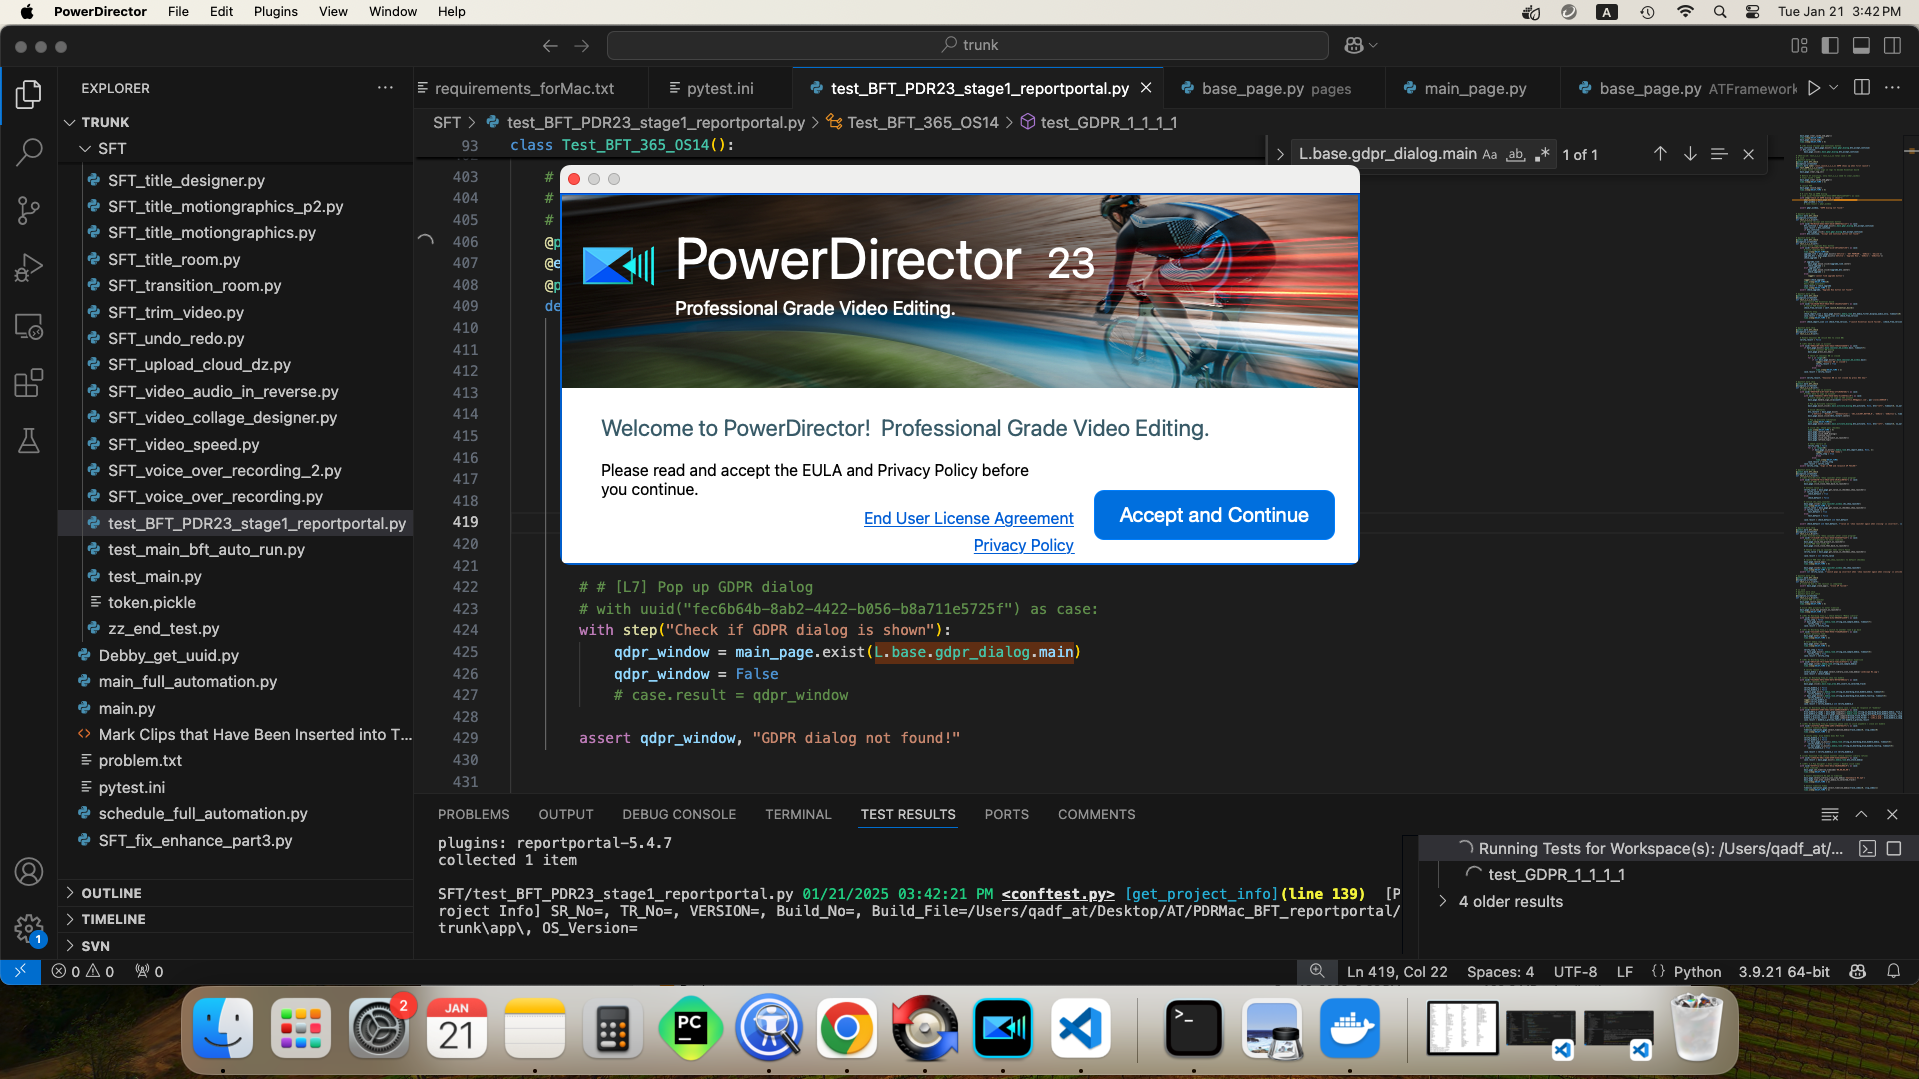 PowerDirector File Edit Plugins View Window Help
A Tue Jan 21 3:42 PM
trunk
EXPLORER
requirements_forMac.txt
pytest.ini
test_BFT_PDR23_stage1_reportportal.py
base_page.py pages
main_page.py
base_page.py ATFramework
SFT > test_BFT_PDR23_stage1_reportportal.py > Test_BFT_365_OS14 > test_GDPR_1_1_1_1
93 class Test_BFT_365_OS14():
L.base.gdpr_dialog.main Aa ab .* 1 of 1
TRUNK
SFT
SFT_title_designer.py
SFT_title_motiongraphics_p2.py
SFT_title_motiongraphics.py
SFT_title_room.py
SFT_transition_room.py
SFT_trim_video.py
SFT_undo_redo.py
SFT_upload_cloud_dz.py
SFT_video_audio_in_reverse.py
SFT_video_collage_designer.py
SFT_video_speed.py
SFT_voice_over_recording_2.py
SFT_voice_over_recording.py
test_BFT_PDR23_stage1_reportportal.py
test_main_bft_auto_run.py
test_main.py
token.pickle
zz_end_test.py
Debby_get_uuid.py
main_full_automation.py
main.py
Mark Clips that Have Been Inserted into T...
problem.txt
pytest.ini
schedule_full_automation.py
SFT_fix_enhance_part3.py
OUTLINE
TIMELINE
SVN
1
403 #
404 #
405 #
406 @p
407 @e
408 @p
409 de
410
411
412
413
414
415
416
417
418
419
420
421
PowerDirector 23
Professional Grade Video Editing.
Welcome to PowerDirector! Professional Grade Video Editing.
Please read and accept the EULA and Privacy Policy before
you continue.
End User License Agreement
Privacy Policy
Accept and Continue
422 # # [L7] Pop up GDPR dialog
423 # with uuid("fec6b64b-8ab2-4422-b056-b8a711e5725f") as case:
424 with step("Check if GDPR dialog is shown"):
425 qdpr_window = main_page.exist(L.base.gdpr_dialog.main)
426 qdpr_window = False
427 # case.result = qdpr_window
428
429 assert qdpr_window, "GDPR dialog not found!"
430
431
PROBLEMS OUTPUT DEBUG CONSOLE TERMINAL TEST RESULTS PORTS COMMENTS
plugins: reportportal-5.4.7
collected 1 item
SFT/test_BFT_PDR23_stage1_reportportal.py 01/21/2025 03:42:21 PM <conftest.py> [get_project_info](line 139) [P
roject Info] SR_No=, TR_No=, VERSION=, Build_No=, Build_File=/Users/qadf_at/Desktop/AT/PDRMac_BFT_reportportal/
trunk\app\, OS_Version=
Running Tests for Workspace(s): /Users/qadf_at/...
test_GDPR_1_1_1_1
4 older results
0 0 0
Ln 419, Col 22 Spaces: 4 UTF-8 LF {} Python 3.9.21 64-bit
2
JAN
21
PC
>_